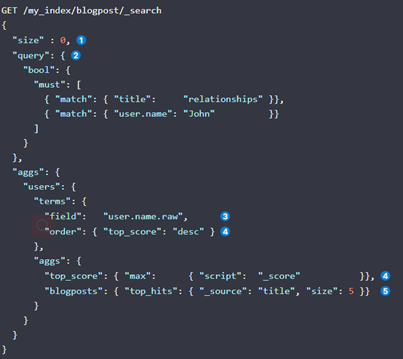 GET /my_index/blogpost/_search
{
"size" : 0, 1
"query": { 2
"bool": {
"must": [
{ "match": { "title": "relationships" }},
{ "match": { "user.name": "John" }}
]
}
},
"aggs": {
"users": {
"terms": {
"field": "user.name.raw", 3
"order": { "top_score": "desc" } 4
},
"aggs": {
"top_score": { "max": { "script": "_score" }}, 4
"blogposts": { "top_hits": { "_source": "title", "size": 5 }} 5
}
}
}
}